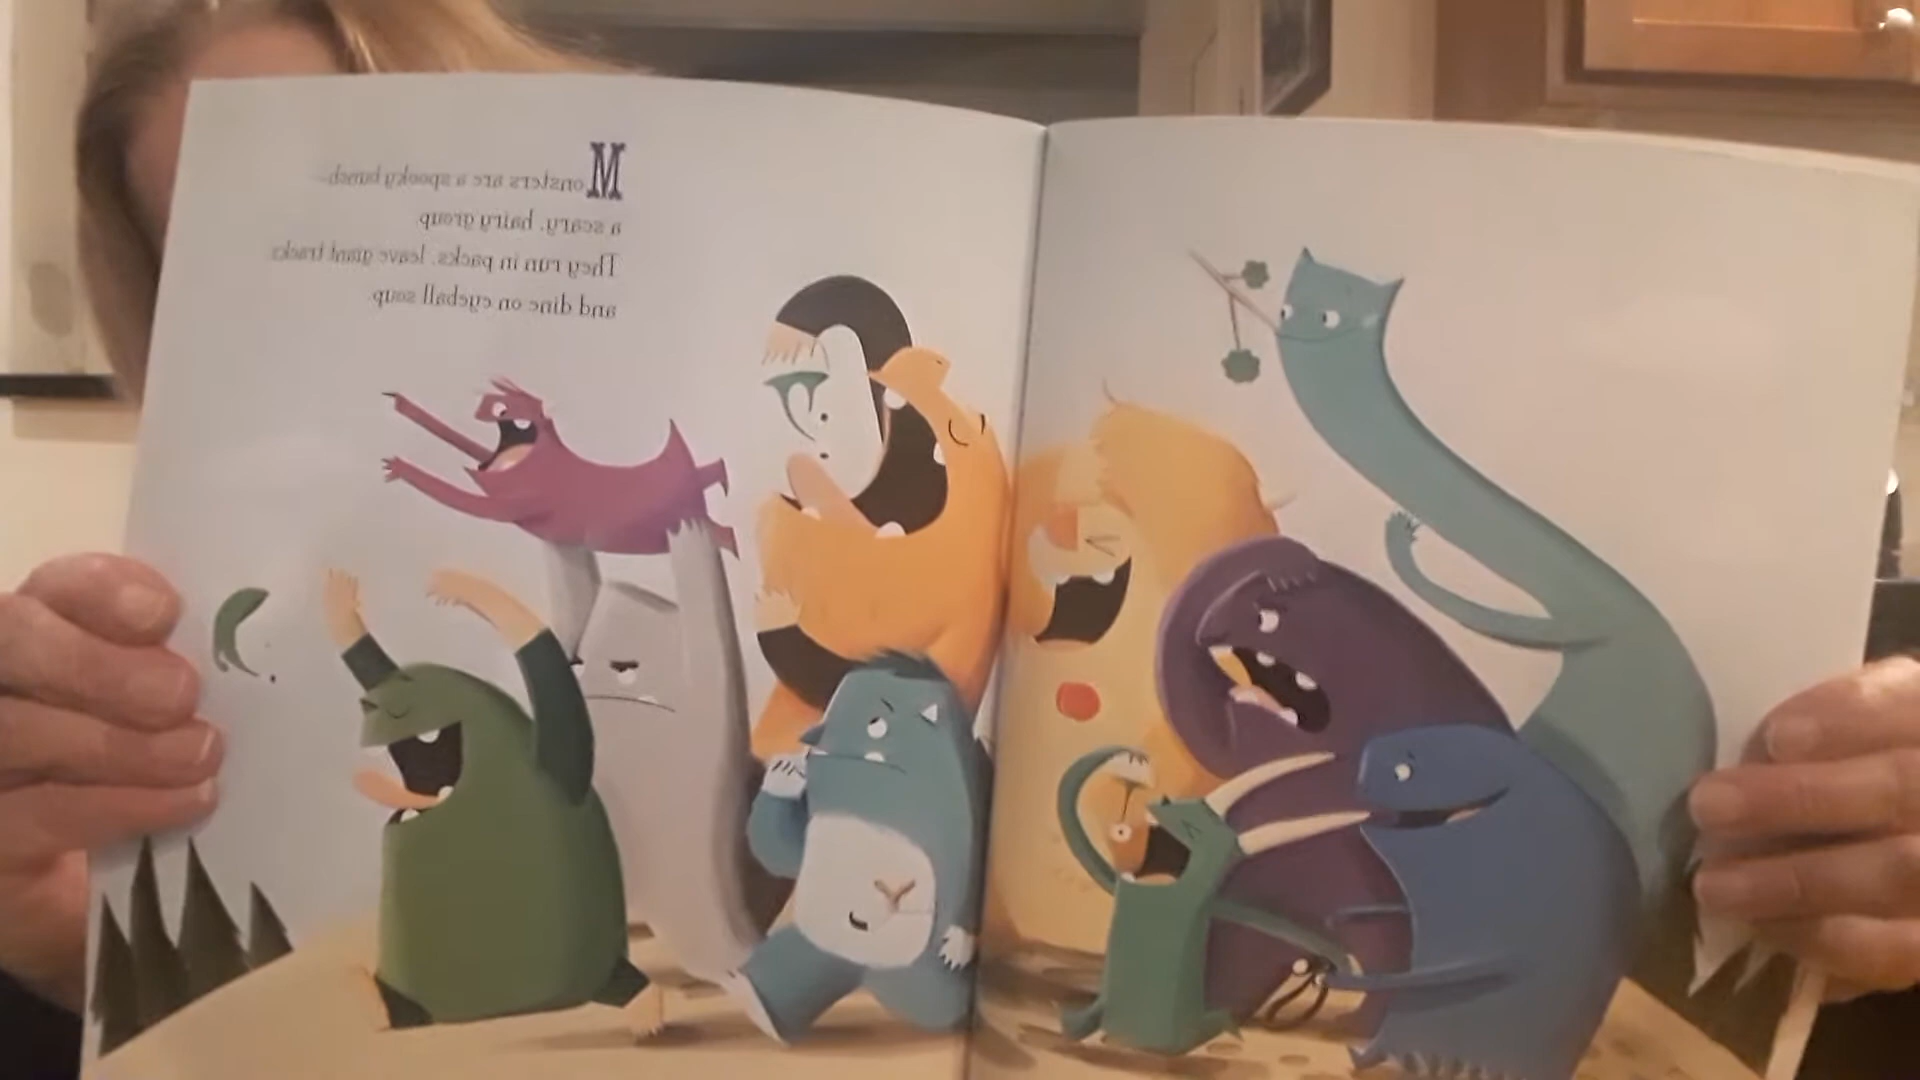 Monsters are a spooky bunch—
a scary, hairy group.
They run in packs, leave giant tracks
and dine on eyeball soup.